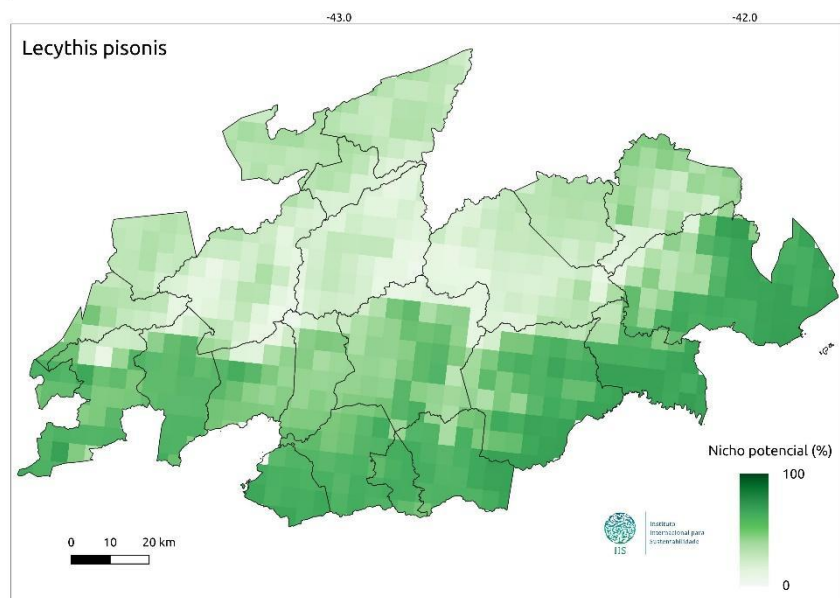 -43.0
-42.0
Lecythis pisonis
Nicho potencial (%)
100
0
0
10
20 km
IIS
Instituto
Internacional para
Sustentabilidade